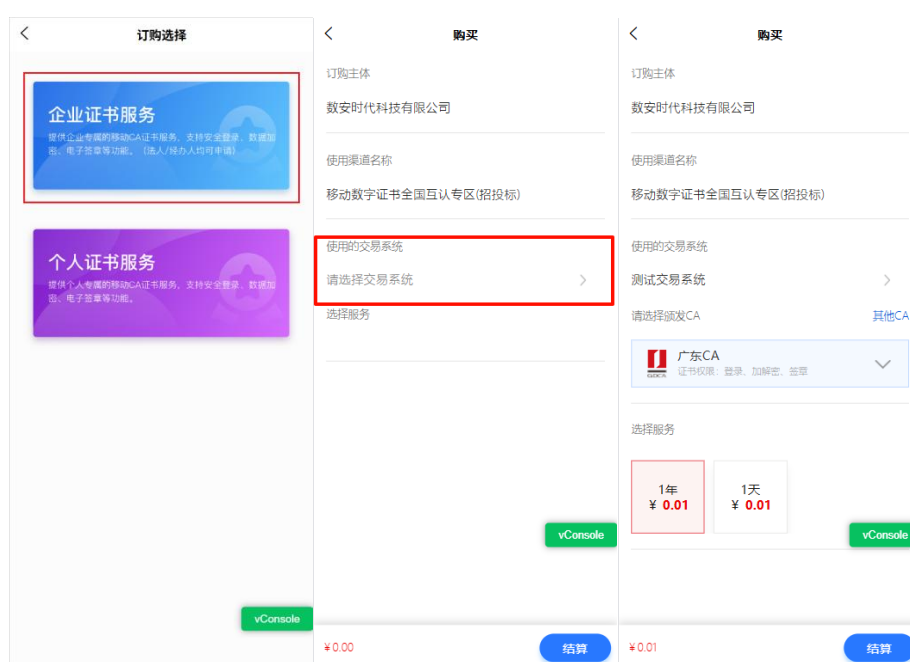 订购选择
企业证书服务
提供企业专属的移动CA证书服务、支持安全登录、数据加
密、电子签章等功能。（法人/经办人均可申请）
个人证书服务
提供个人专属的移动CA证书服务、支持安全登录、数据加
密、电子签章等功能。
vConsole
购买
订购主体
数安时代科技有限公司
使用渠道名称
移动数字证书全国互认专区(招投标)
使用的交易系统
请选择交易系统
选择服务
vConsole
¥0.00
结算
购买
订购主体
数安时代科技有限公司
使用渠道名称
移动数字证书全国互认专区(招投标)
使用的交易系统
测试交易系统
请选择颁发CA
其他CA
GDCA
广东CA
证书权限：登录、加解密、签章
选择服务
1年
¥ 0.01
1天
¥ 0.01
vConsole
¥0.01
结算